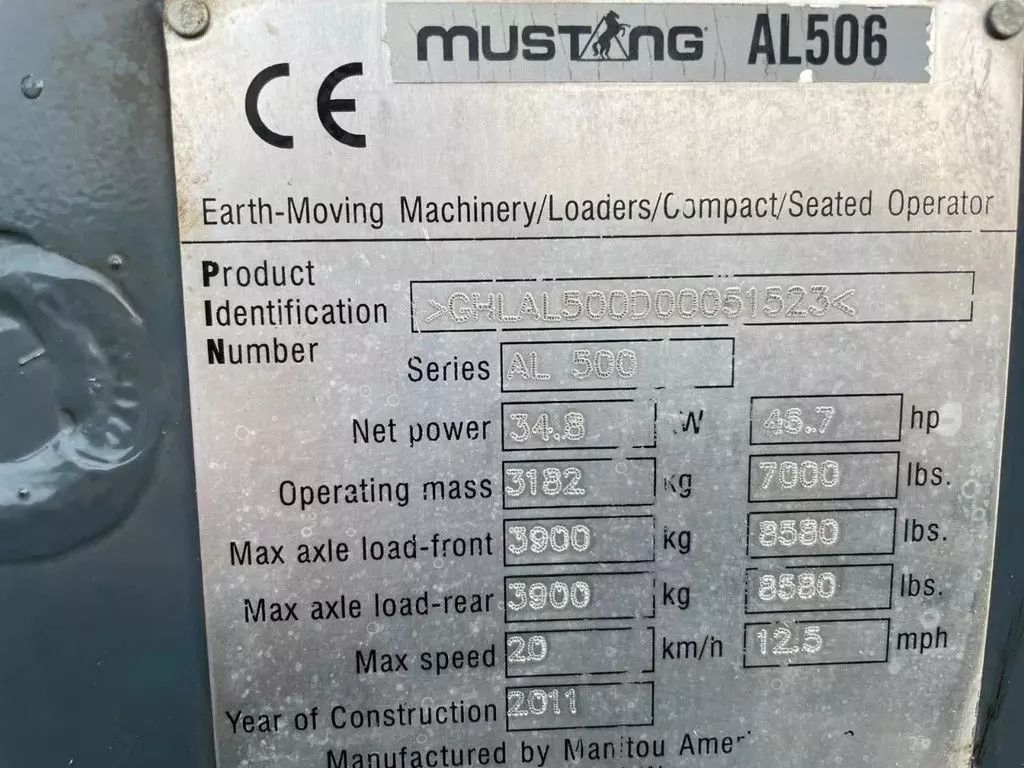 MUSTANG AL506
CE
Earth-Moving Machinery/Loaders/Compact/Seated Operator
Product
Identification >GHLAL500D00051523<
Number
Series AL 500
Net power 34.8 kW 46.7 hp
Operating mass 3182 kg 7000 lbs.
Max axle load-front 3900 kg 8580 lbs.
Max axle load-rear 3900 kg 8580 lbs.
Max speed 20 km/h 12.5 mph
Year of Construction 2011
Manufactured by Manitou